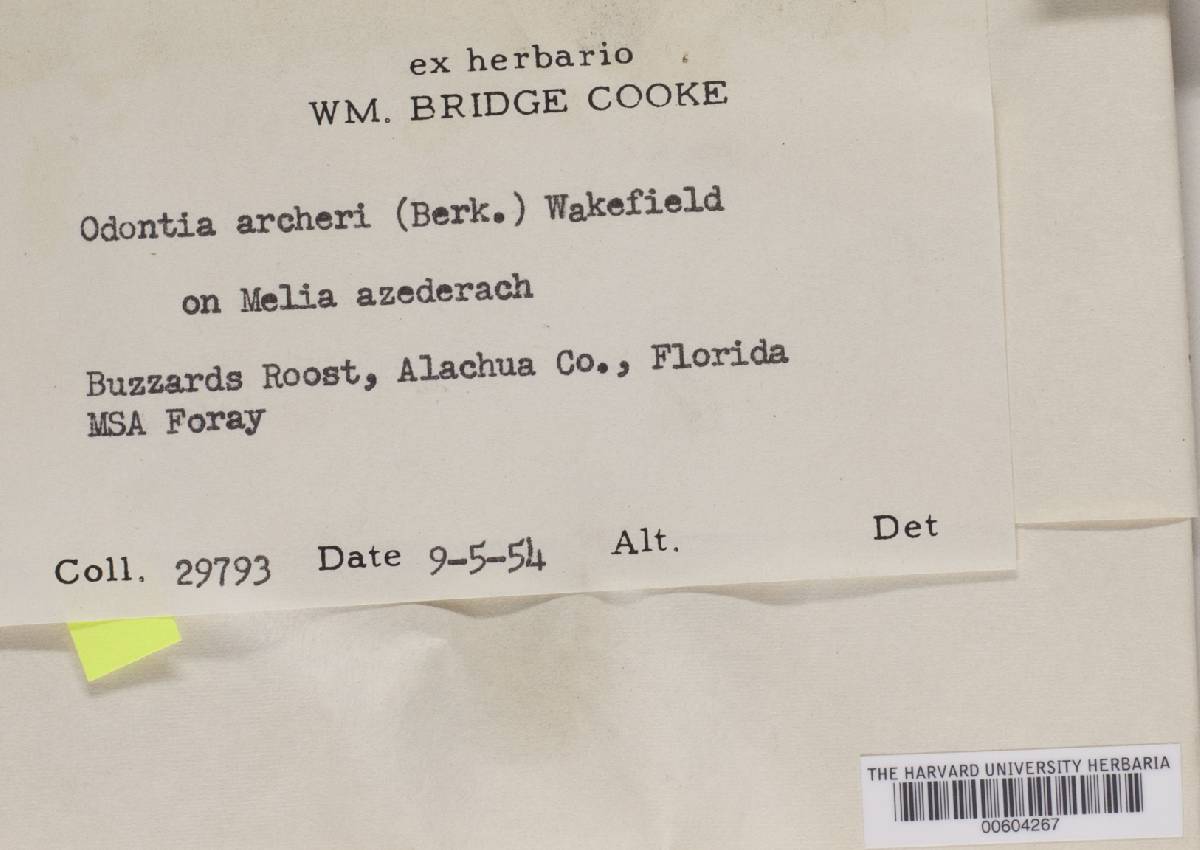 ex herbario
WM. BRIDGE COOKE
Odontia archeri (Berk.) Wakefield
on Melia azederach
Buzzards Roost, Alachua Co., Florida
MSA Foray
Coll. 29793 Date 9-5-54 Alt. Det
THE HARVARD UNIVERSITY HERBARIA
00604267